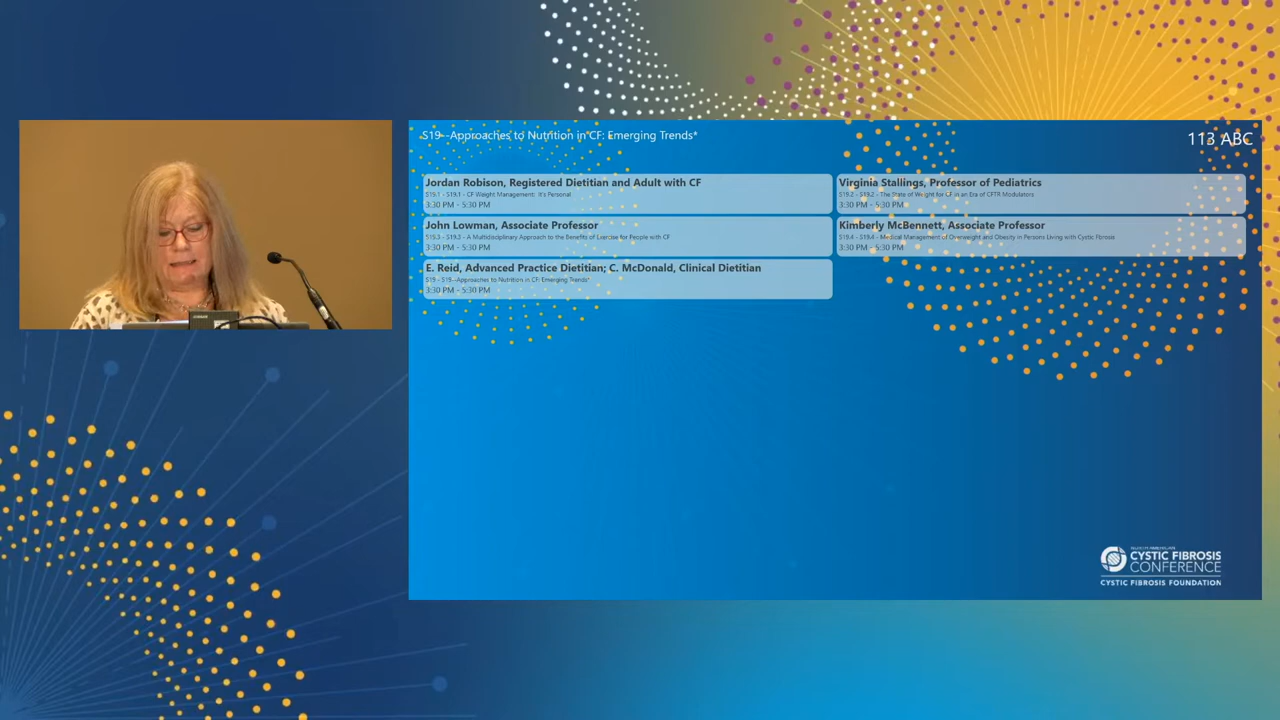 S19--Approaches to Nutrition in CF: Emerging Trends*
113 ABC
Jordan Robison, Registered Dietitian and Adult with CF
S19.1 - S19.1 - CF Weight Management: It's Personal
3:30 PM - 5:30 PM
Virginia Stallings, Professor of Pediatrics
S19.2 - S19.2 - The State of Weight for CF in an Era of CFTR Modulators
3:30 PM - 5:30 PM
John Lowman, Associate Professor
S19.3 - S19.3 - A Multidisciplinary Approach to the Benefits of Exercise for People with CF
3:30 PM - 5:30 PM
Kimberly McBennett, Associate Professor
S19.4 - S19.4 - Medical Management of Overweight and Obesity in Persons Living with Cystic Fibrosis
3:30 PM - 5:30 PM
E. Reid, Advanced Practice Dietitian; C. McDonald, Clinical Dietitian
S19 - S19--Approaches to Nutrition in CF: Emerging Trends*
3:30 PM - 5:30 PM
NORTH AMERICAN
CYSTIC FIBROSIS
CONFERENCE
CYSTIC FIBROSIS FOUNDATION